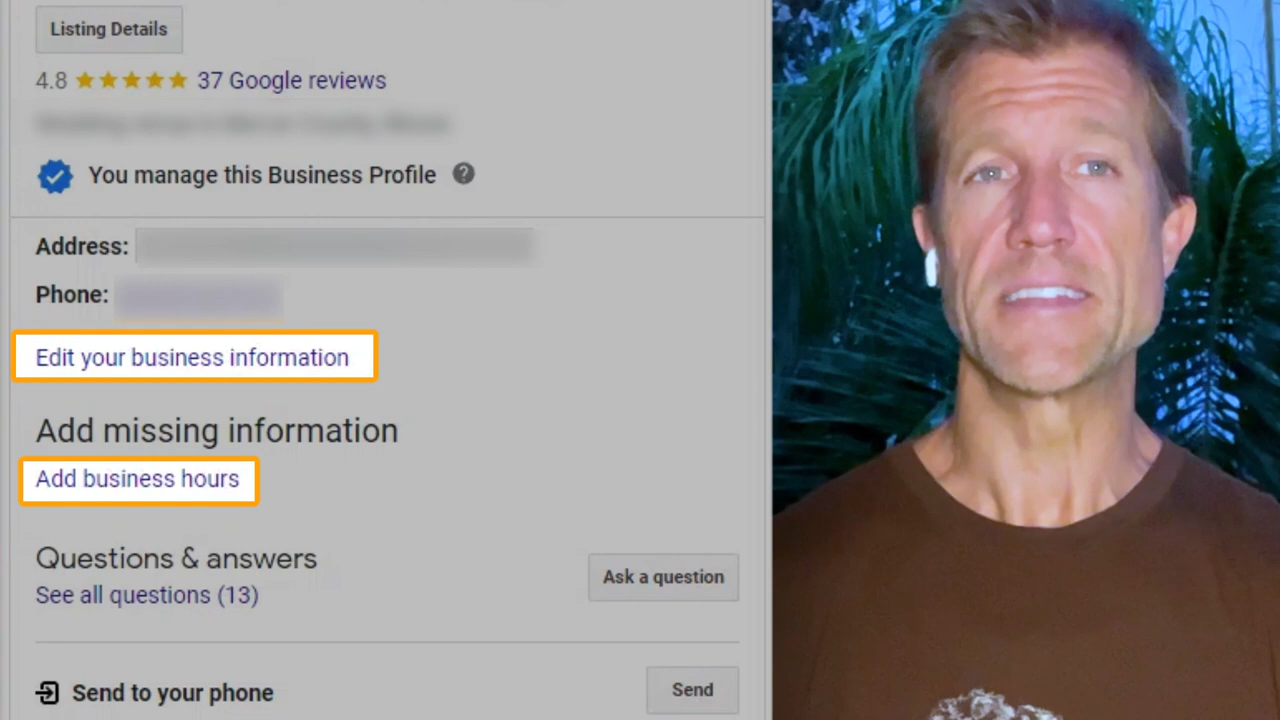 Listing Details
4.8 37 Google reviews
You manage this Business Profile
Address:
Phone:
Edit your business information
Add missing information
Add business hours
Questions & answers
See all questions (13)
Ask a question
Send to your phone
Send